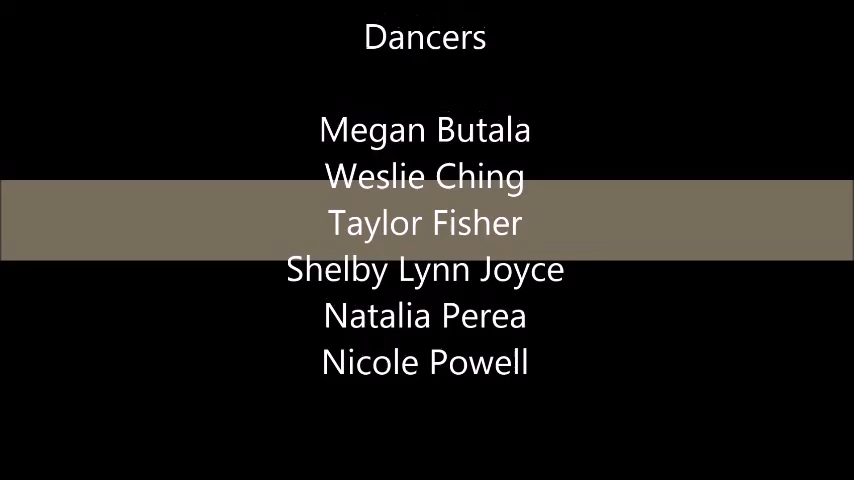 Dancers
Megan Butala
Weslie Ching
Taylor Fisher
Shelby Lynn Joyce
Natalia Perea
Nicole Powell